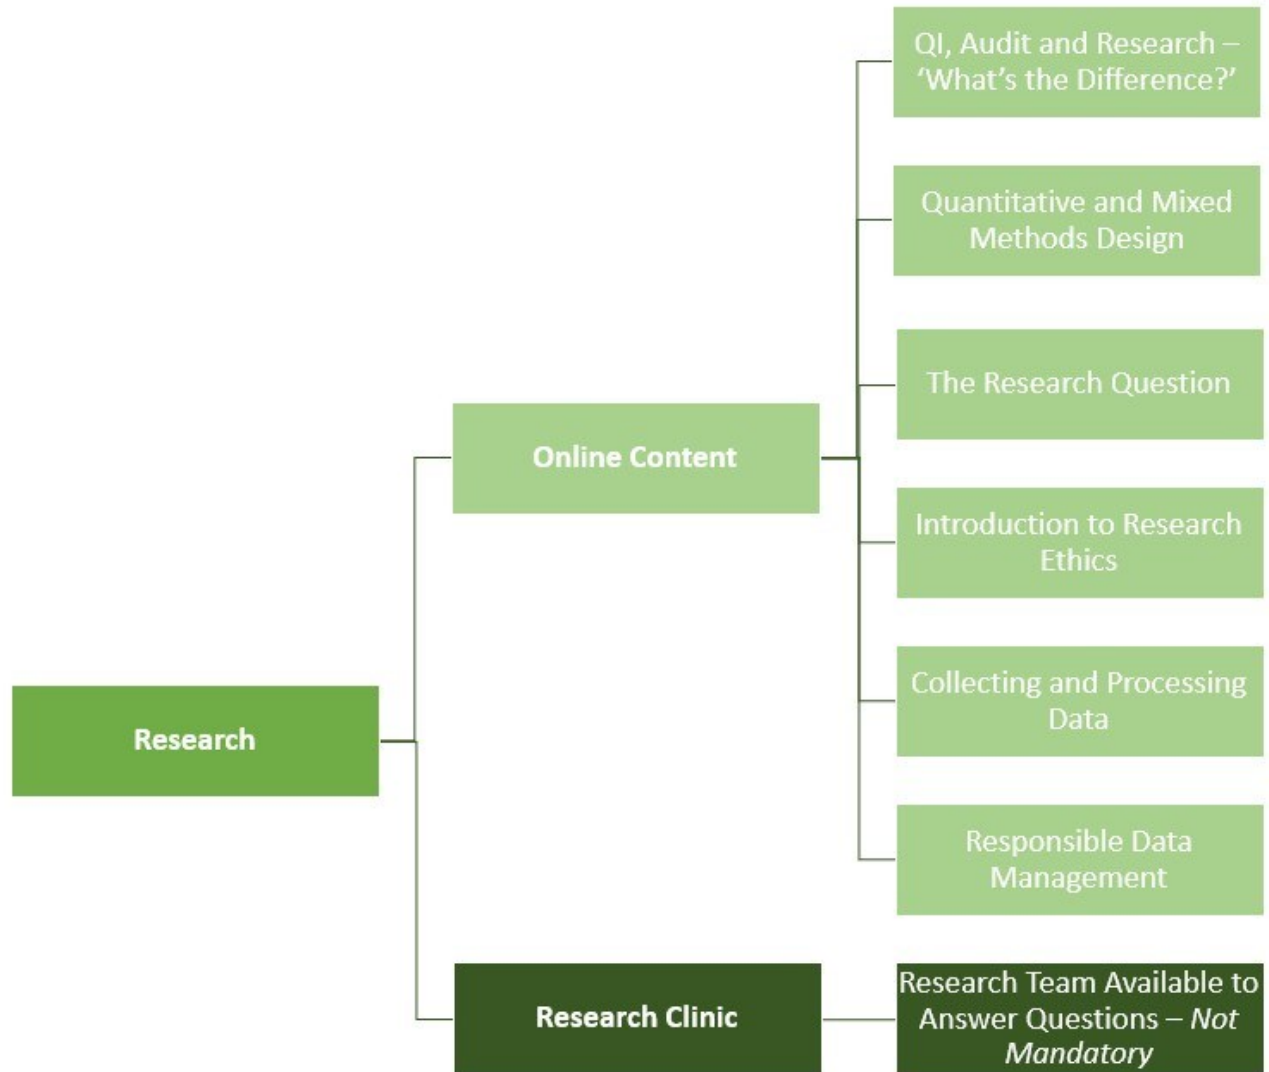 Research
Online Content
QI, Audit and Research –
‘What’s the Difference?’
Quantitative and Mixed
Methods Design
The Research Question
Introduction to Research
Ethics
Collecting and Processing
Data
Responsible Data
Management
Research Clinic
Research Team Available to
Answer Questions – Not
Mandatory